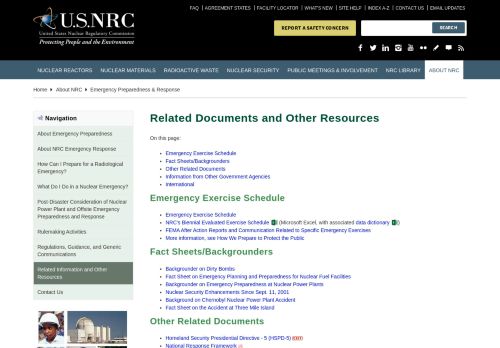 FAQ | AGREEMENT STATES | FACILITY LOCATOR | WHAT'S NEW | SITE HELP | INDEX A-Z | CONTACT US | EMAIL UPDATES
U.S.NRC
United States Nuclear Regulatory Commission
Protecting People and the Environment
REPORT A SAFETY CONCERN
SEARCH
NUCLEAR REACTORS NUCLEAR MATERIALS RADIOACTIVE WASTE NUCLEAR SECURITY PUBLIC MEETINGS & INVOLVEMENT NRC LIBRARY ABOUT NRC
Home About NRC Emergency Preparedness & Response
Navigation
About Emergency Preparedness
About NRC Emergency Response
How Can I Prepare for a Radiological
Emergency?
What Do I Do in a Nuclear Emergency?
Post-Disaster Consideration of Nuclear
Power Plant and Offsite Emergency
Preparedness and Response
Rulemaking Activities
Regulations, Guidance, and Generic
Communications
Related Information and Other
Resources
Contact Us
Related Documents and Other Resources
On this page:
Emergency Exercise Schedule
Fact Sheets/Backgrounders
Other Related Documents
Information from Other Government Agencies
International
Emergency Exercise Schedule
Emergency Exercise Schedule
NRC's Biennial Evaluated Exercise Schedule (Microsoft Excel, with associated data dictionary )
FEMA After Action Reports and Communication Related to Specific Emergency Exercises
More information, see How We Prepare to Protect the Public
Fact Sheets/Backgrounders
Backgrounder on Dirty Bombs
Fact Sheet on Emergency Planning and Preparedness for Nuclear Fuel Facilities
Backgrounder on Emergency Preparedness at Nuclear Power Plants
Nuclear Security Enhancements Since Sept. 11, 2001
Background on Chernobyl Nuclear Power Plant Accident
Fact Sheet on the Accident at Three Mile Island
Other Related Documents
Homeland Security Presidential Directive - 5 (HSPD-5) EXIT
National Response Framework